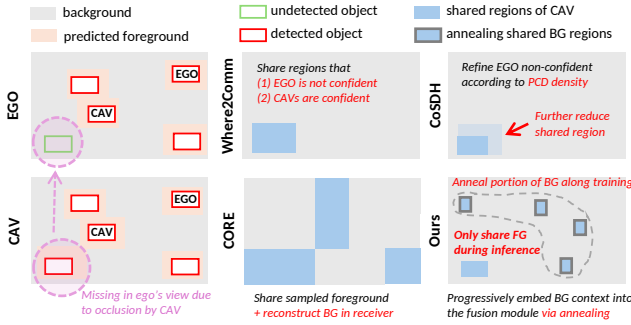 background
predicted foreground
undetected object
detected object
shared regions of CAV
annealing shared BG regions
EGO
EGO
CAV
Where2Comm
Share regions that
(1) EGO is not confident
(2) CAVs are confident
CoSDH
Refine EGO non-confident
according to PCD density
Further reduce
shared region
CAV
EGO
CAV
Missing in ego's view due
to occlusion by CAV
CORE
Share sampled foreground
+ reconstruct BG in receiver
Ours
Anneal portion of BG along training
Only share FG
during inference
Progressively embed BG context into
the fusion module via annealing